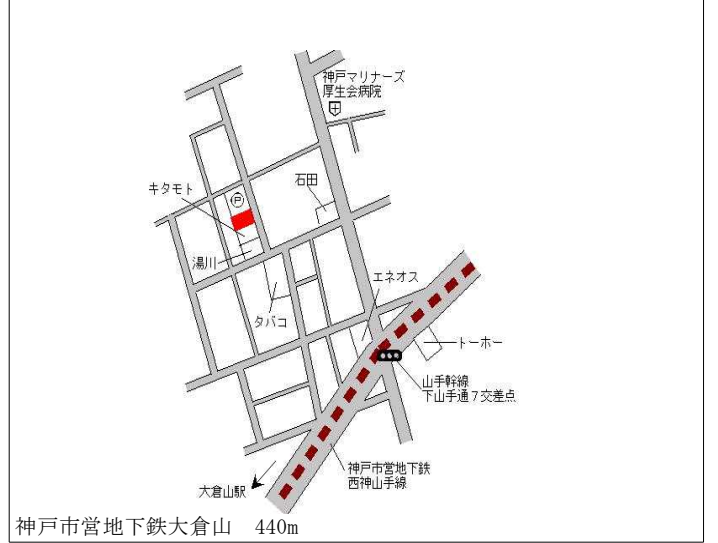 神戸マリナーズ
厚生会病院
石田
キタモト
P
湯川
エネオス
タバコ
トーホー
山手幹線
下山手通7交差点
神戸市営地下鉄
西神山手線
大倉山駅
神戸市営地下鉄大倉山　440m